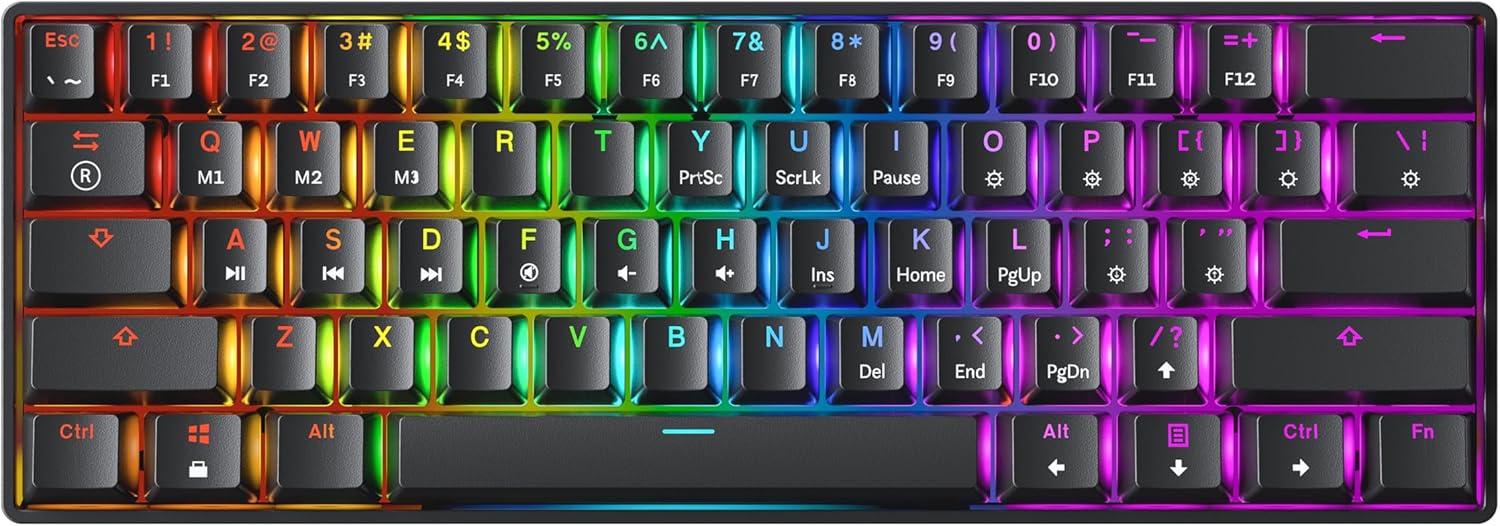 Esc 1! 2@ 3# 4$ 5% 6^ 7& 8* 9( 0) -_ =+ ←
` ~ F1 F2 F3 F4 F5 F6 F7 F8 F9 F10 F11 F12
Q W E R T Y U I O P [{ ]} \|
R M1 M2 M3 PrtSc ScrLk Pause
A S D F G H J K L ;: '"
Ins Home PgUp
Z X C V B N M ,< .> /?
Del End PgDn
Ctrl Alt Alt Ctrl Fn